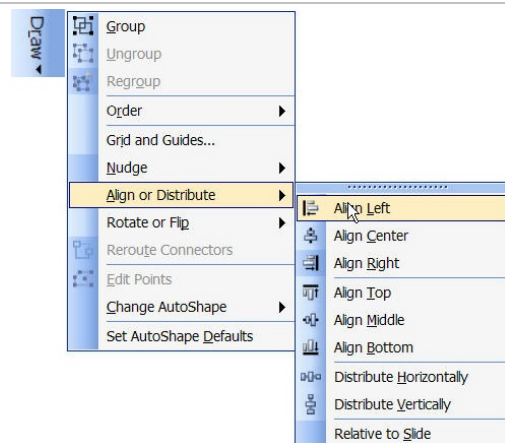 Draw
Group
Ungroup
Regroup
Order
Grid and Guides...
Nudge
Align or Distribute
Rotate or Flip
Reroute Connectors
Edit Points
Change AutoShape
Set AutoShape Defaults
Align Left
Align Center
Align Right
Align Top
Align Middle
Align Bottom
Distribute Horizontally
Distribute Vertically
Relative to Slide